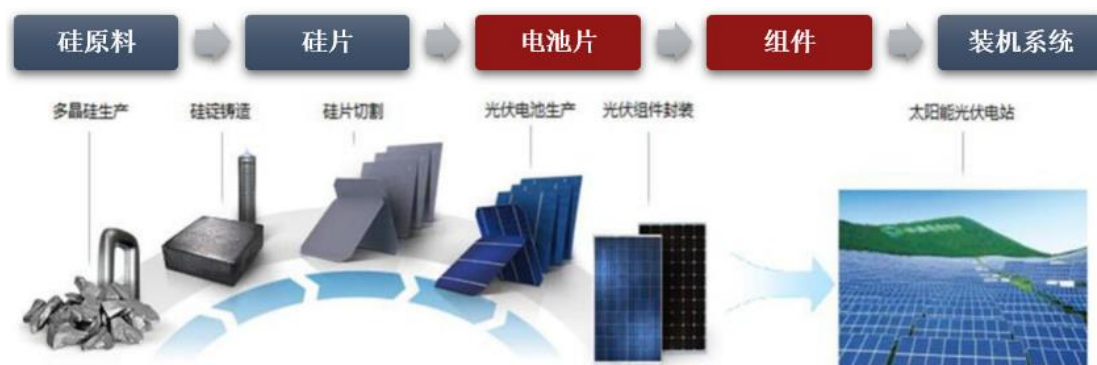 硅原料
硅片
电池片
组件
装机系统
多晶硅生产
硅锭铸造
硅片切割
光伏电池生产
光伏组件封装
太阳能光伏电站